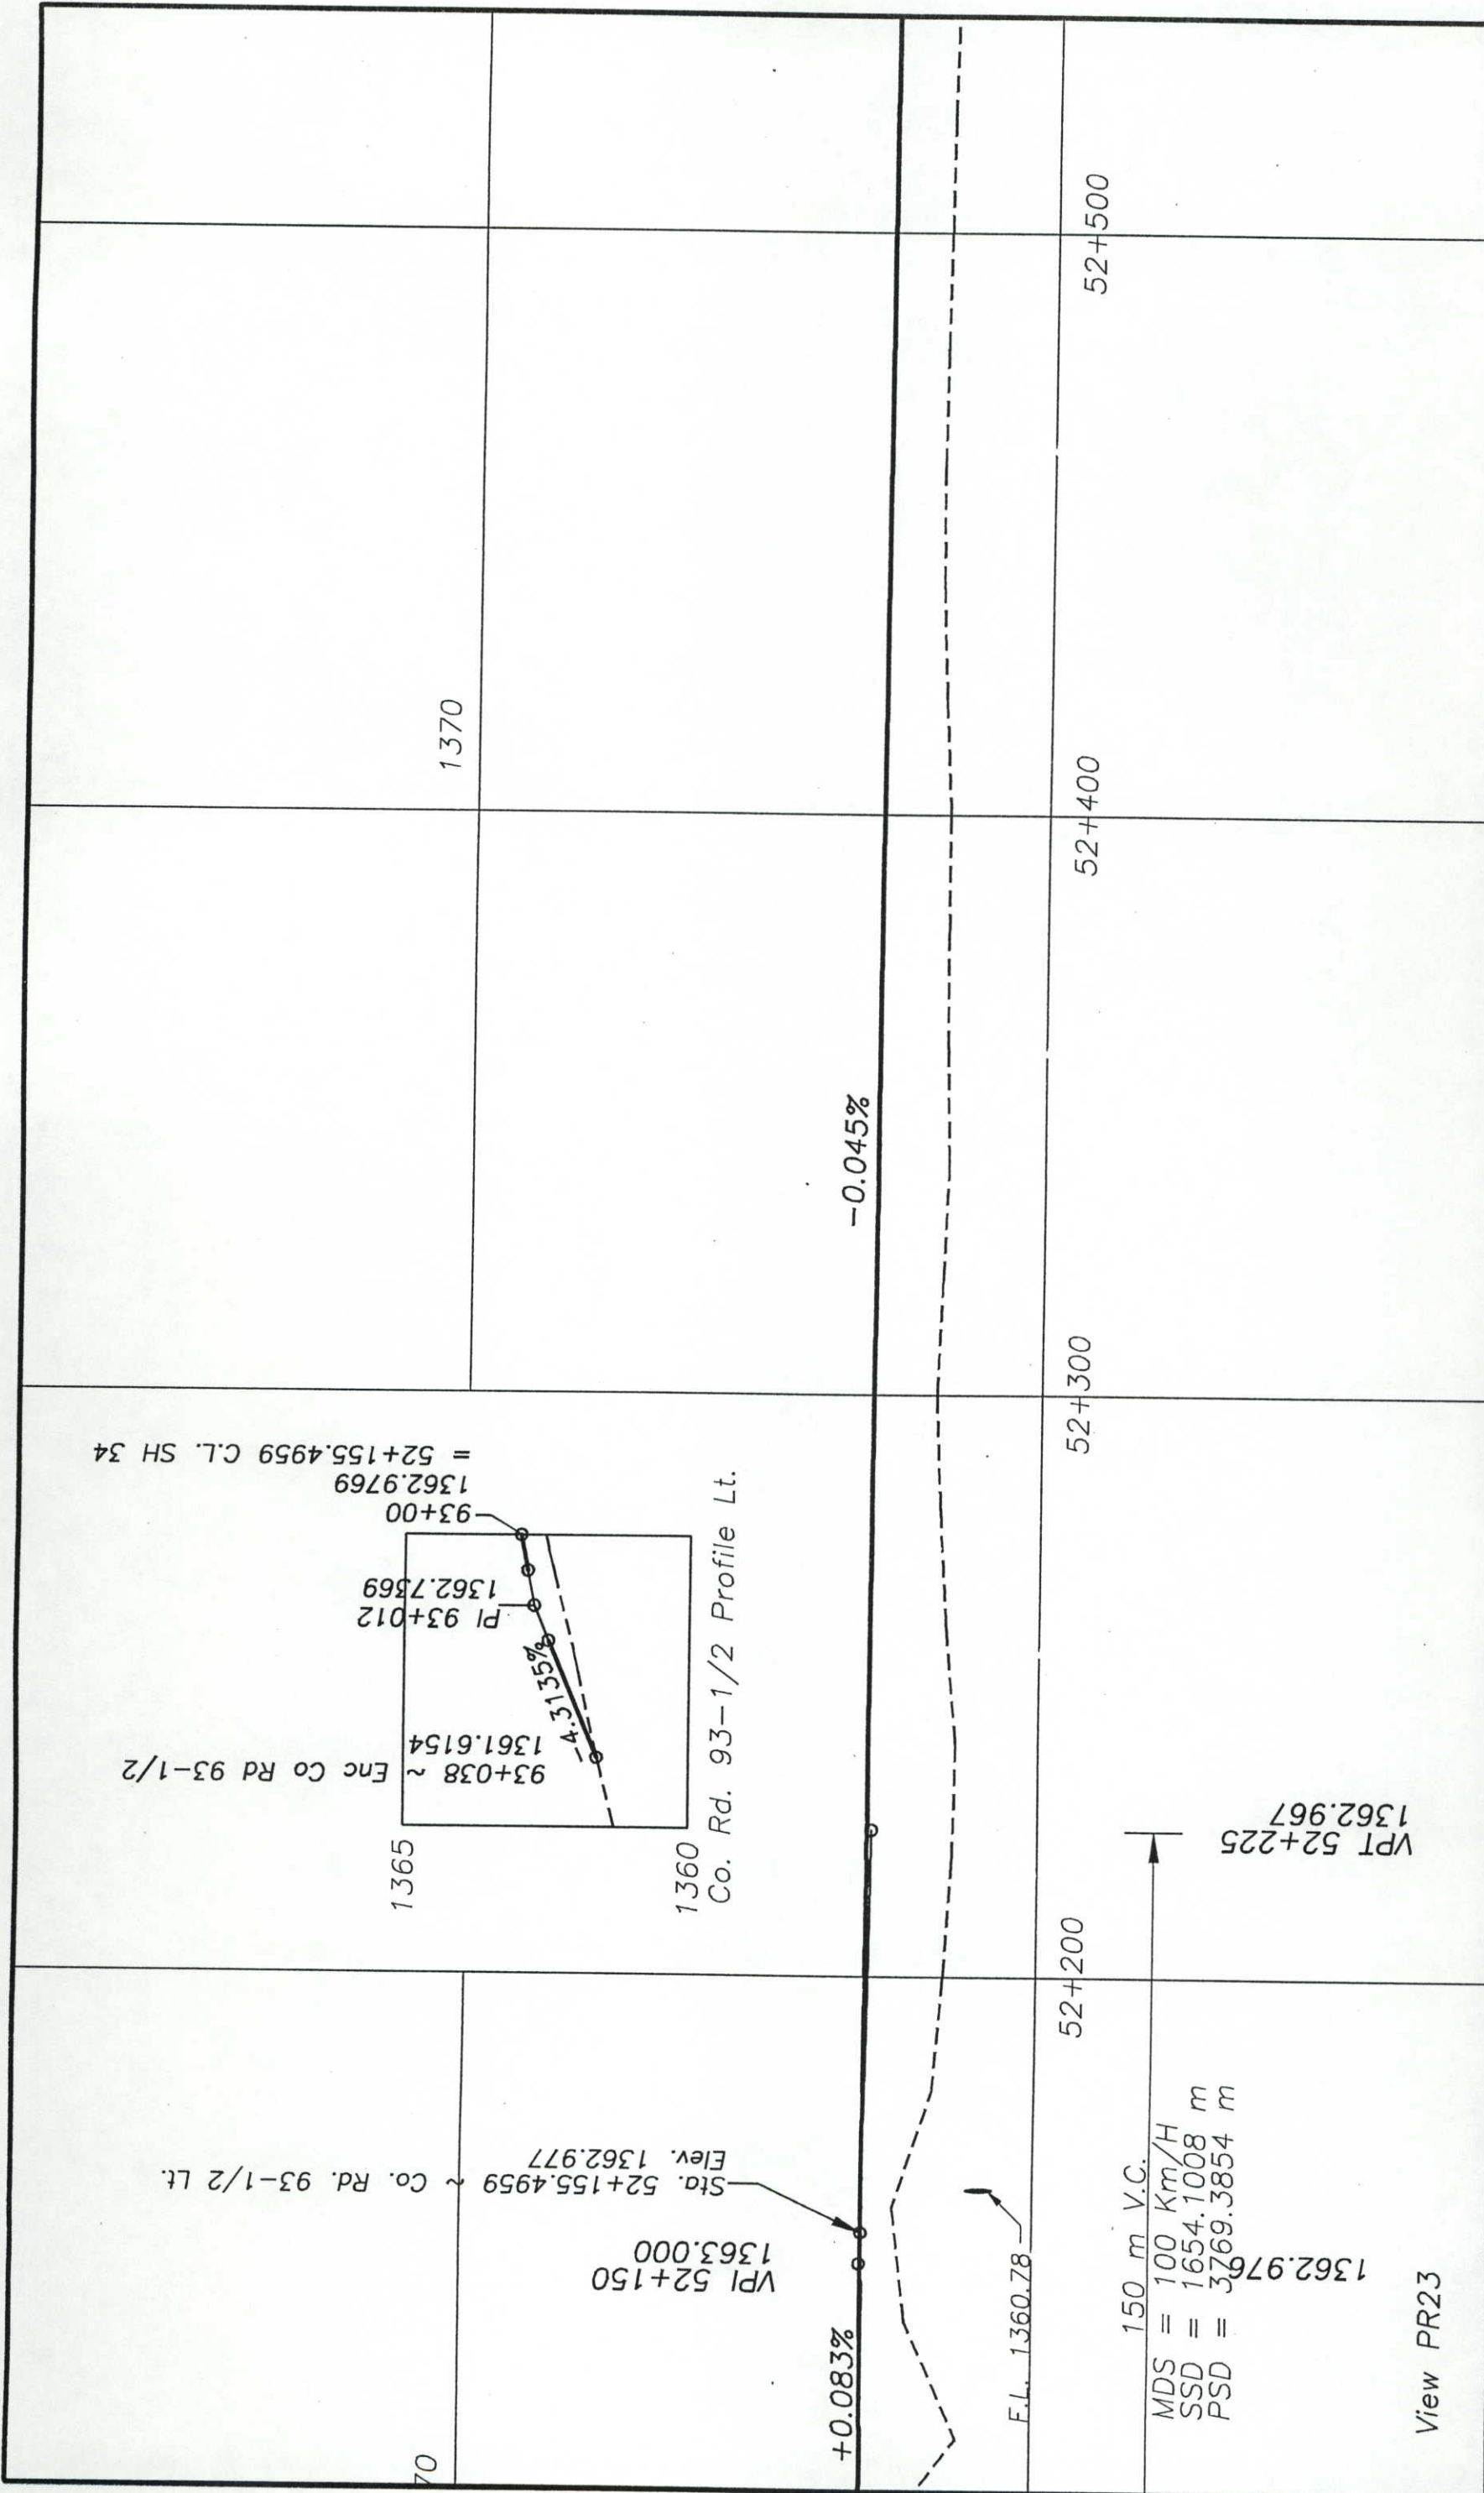 1370
70
= 52+155.4959 C.L. SH 34
1362.9769
93+00
1362.7369
PI 93+012
-4.3135%
1361.6154
93+038 ~ Enc Co Rd 93-1/2
1365
1360
Co. Rd. 93-1/2 Profile Lt.
Sta. 52+155.4959 ~ Co. Rd. 93-1/2 Lt.
Elev. 1362.977
VPI 52+150
1363.000
+0.083%
-0.045%
F.L. 1360.78
52+200
52+300
52+400
52+500
150 m V.C.
MDS = 100 Km/H
SSD = 1654.1008 m
PSD = 3769.3854 m
1362.976
VPT 52+225
1362.967
View PR23